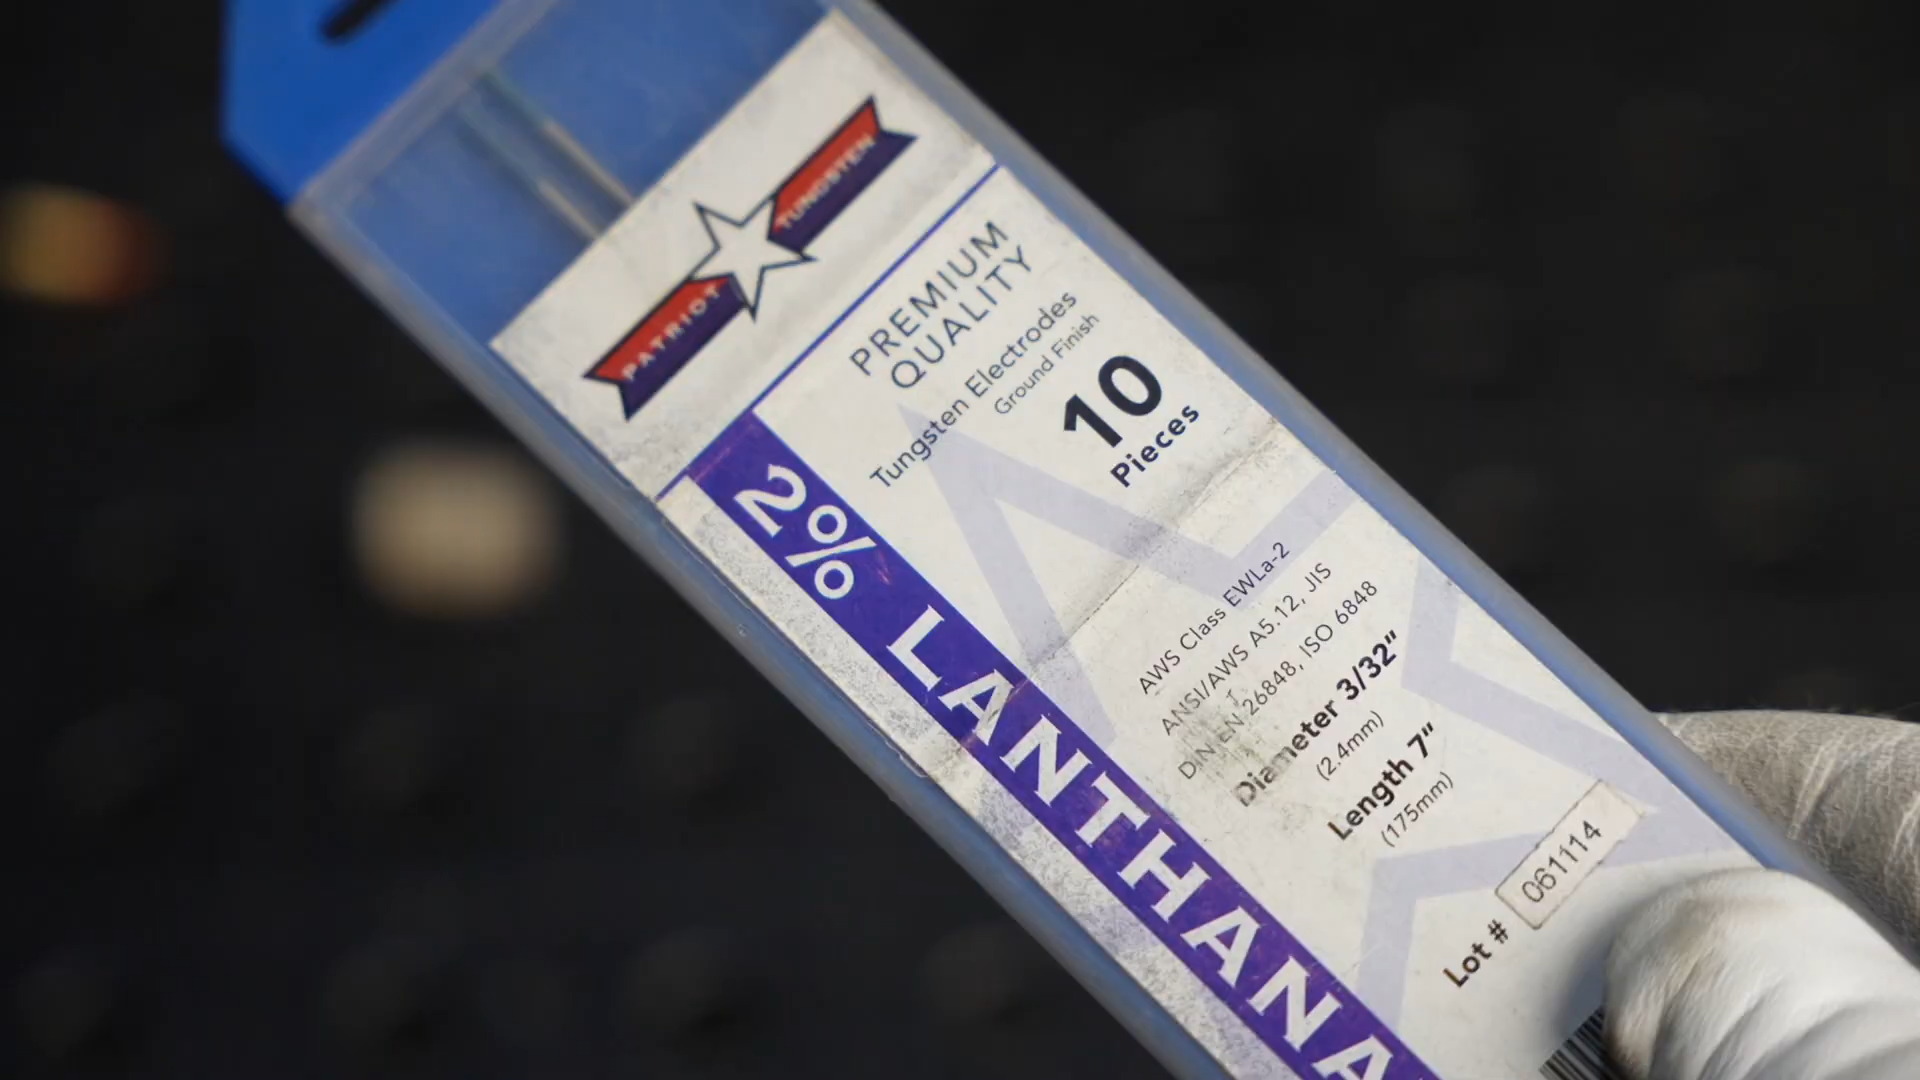 PATRIOT TUNGSTEN
PREMIUM
QUALITY
Tungsten Electrodes
Ground Finish
10
Pieces
2% LANTHANA
AWS Class EWLa-2
ANSI/AWS A5.12, JIS
DIN EN 26848, ISO 6848
Diameter 3/32"
(2.4mm)
Length 7"
(175mm)
Lot # 061114